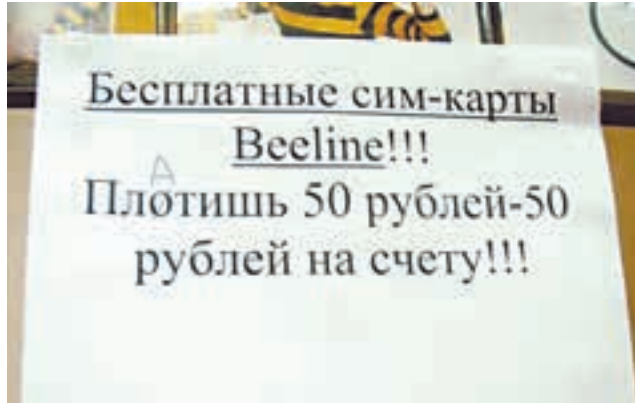 Бесплатные сим-карты
Beeline!!!
А
Плотишь 50 рублей-50
рублей на счету!!!